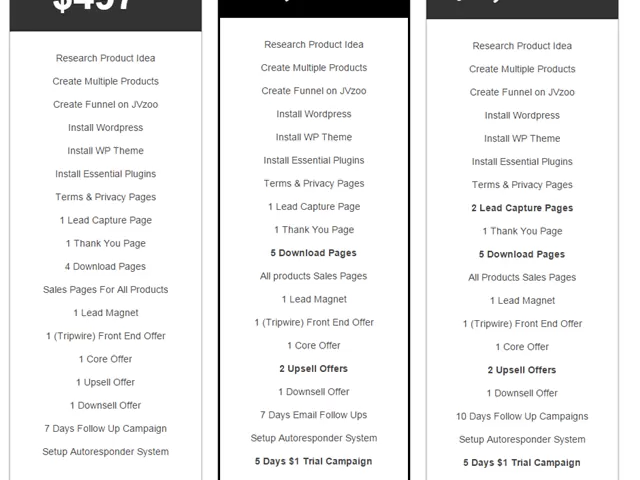 $497
Research Product Idea
Create Multiple Products
Create Funnel on JVzoo
Install Wordpress
Install WP Theme
Install Essential Plugins
Terms & Privacy Pages
1 Lead Capture Page
1 Thank You Page
4 Download Pages
Sales Pages For All Products
1 Lead Magnet
1 (Tripwire) Front End Offer
1 Core Offer
1 Upsell Offer
1 Downsell Offer
7 Days Follow Up Campaign
Setup Autoresponder System
Research Product Idea
Create Multiple Products
Create Funnel on JVzoo
Install Wordpress
Install WP Theme
Install Essential Plugins
Terms & Privacy Pages
1 Lead Capture Page
1 Thank You Page
5 Download Pages
All products Sales Pages
1 Lead Magnet
1 (Tripwire) Front End Offer
1 Core Offer
2 Upsell Offers
1 Downsell Offer
7 Days Email Follow Ups
Setup Autoresponder System
5 Days $1 Trial Campaign
Research Product Idea
Create Multiple Products
Create Funnel on JVzoo
Install Wordpress
Install WP Theme
Install Essential Plugins
Terms & Privacy Pages
2 Lead Capture Pages
1 Thank You Page
5 Download Pages
All Products Sales Pages
1 Lead Magnet
1 (Tripwire) Front End Offer
1 Core Offer
2 Upsell Offers
1 Downsell Offer
10 Days Follow Up Campaigns
Setup Autoresponder System
5 Days $1 Trial Campaign